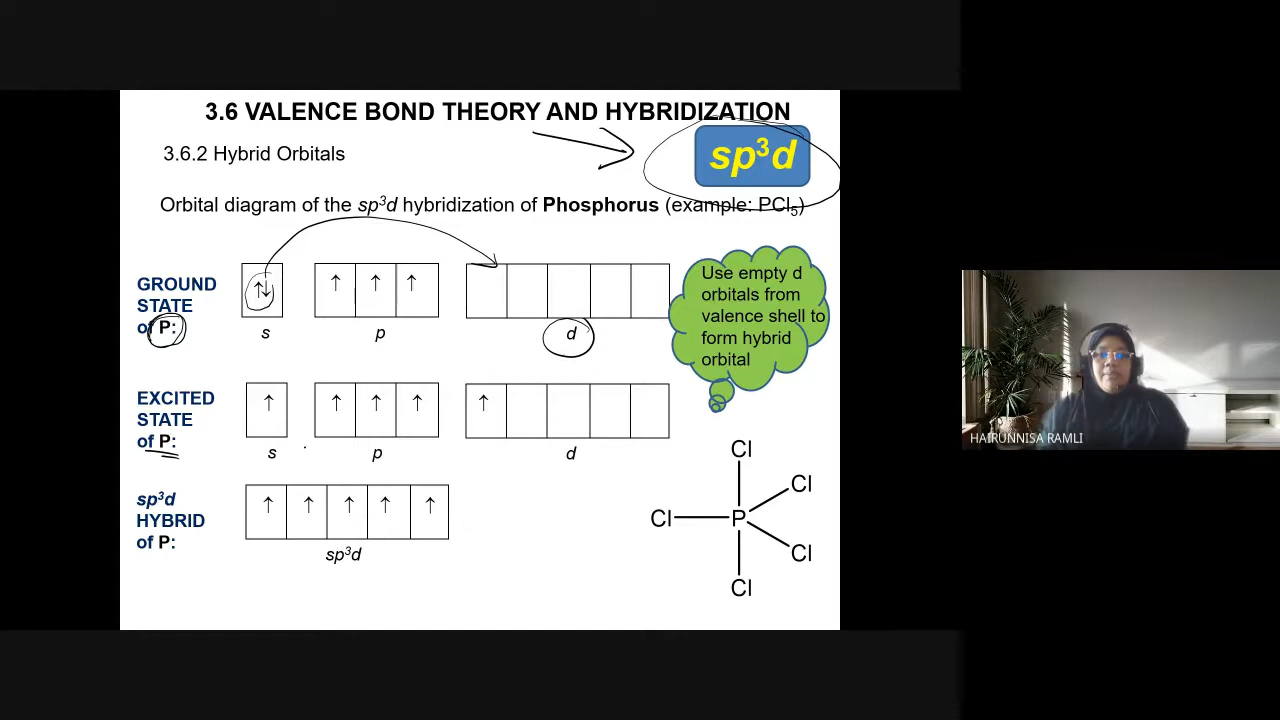 3.6 VALENCE BOND THEORY AND HYBRIDIZATION
sp³d
3.6.2 Hybrid Orbitals
Orbital diagram of the sp³d hybridization of Phosphorus (example: PCl₅)
GROUND
STATE
of P:
↑↓
↑ ↑ ↑
s
p
d
Use empty d
orbitals from
valence shell to
form hybrid
orbital
EXCITED
STATE
of P:
↑
↑ ↑ ↑
↑
s
p
d
sp³d
HYBRID
of P:
↑ ↑ ↑ ↑ ↑
sp³d
Cl
Cl
Cl P
Cl
Cl
HAIRUNNISA RAMLI